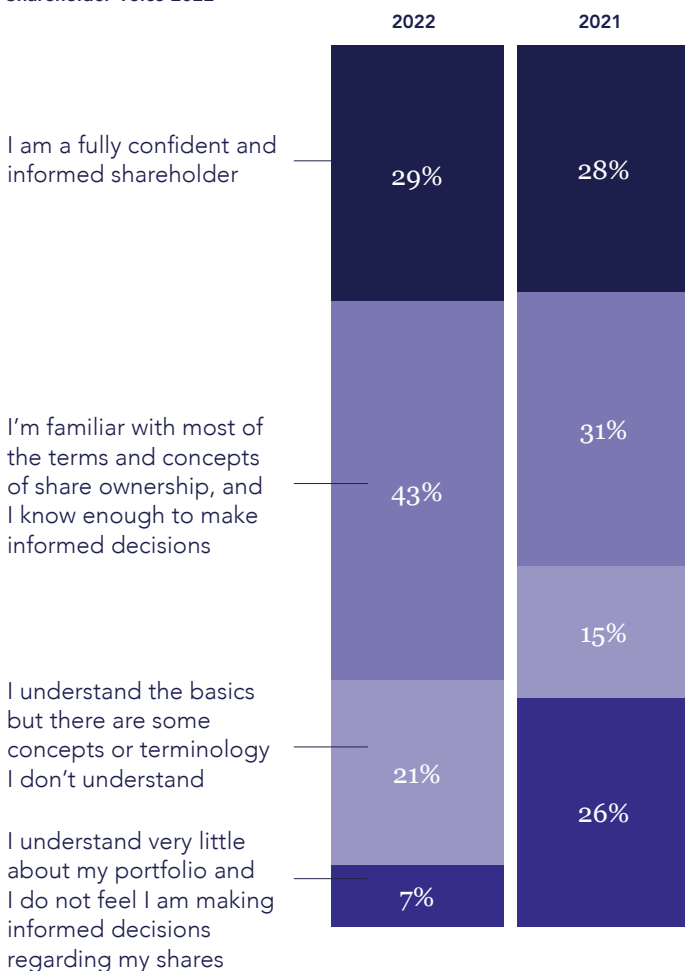 2022 2021
I am a fully confident and
informed shareholder
29% 28%
I'm familiar with most of
the terms and concepts
of share ownership, and
I know enough to make
informed decisions
43% 31%
I understand the basics
but there are some
concepts or terminology
I don't understand
21% 15%
I understand very little
about my portfolio and
I do not feel I am making
informed decisions
regarding my shares
7% 26%